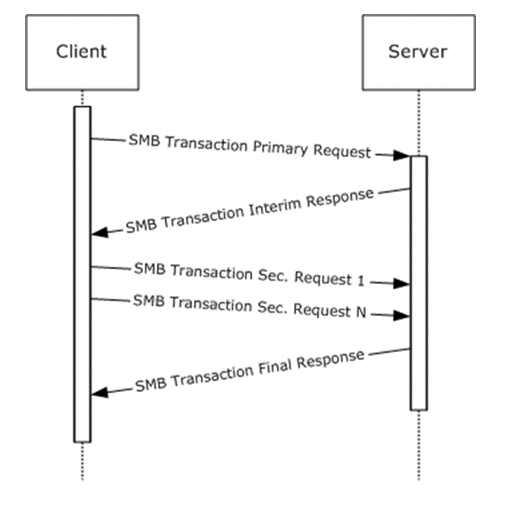 Client
Server
SMB Transaction Primary Request
SMB Transaction Interim Response
SMB Transaction Sec. Request 1
SMB Transaction Sec. Request N
SMB Transaction Final Response